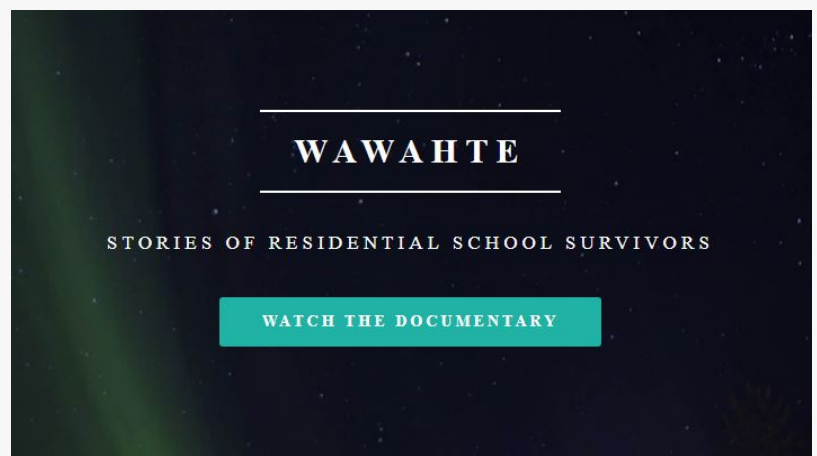 WAWAHTE
STORIES OF RESIDENTIAL SCHOOL SURVIVORS
WATCH THE DOCUMENTARY